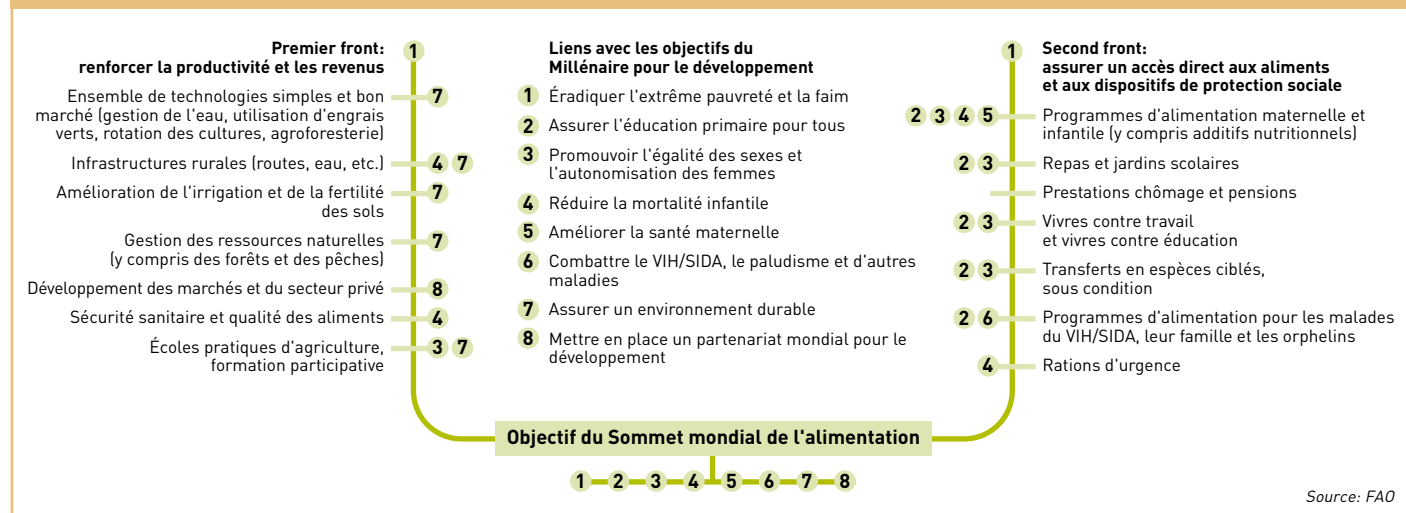 Premier front:
renforcer la productivité et les revenus
1
Ensemble de technologies simples et bon
marché (gestion de l'eau, utilisation d'engrais
verts, rotation des cultures, agroforesterie)
7
Infrastructures rurales (routes, eau, etc.)
4 7
Amélioration de l'irrigation et de la fertilité
des sols
7
Gestion des ressources naturelles
(y compris des forêts et des pêches)
7
Développement des marchés et du secteur privé
8
Sécurité sanitaire et qualité des aliments
4
Écoles pratiques d'agriculture,
formation participative
3 7
Liens avec les objectifs du
Millénaire pour le développement
1 Éradiquer l'extrême pauvreté et la faim
2 Assurer l'éducation primaire pour tous
3 Promouvoir l'égalité des sexes et
l'autonomisation des femmes
4 Réduire la mortalité infantile
5 Améliorer la santé maternelle
6 Combattre le VIH/SIDA, le paludisme et d'autres
maladies
7 Assurer un environnement durable
8 Mettre en place un partenariat mondial pour le
développement
1
Second front:
assurer un accès direct aux aliments
et aux dispositifs de protection sociale
2 3 4 5
Programmes d'alimentation maternelle et
infantile (y compris additifs nutritionnels)
2 3
Repas et jardins scolaires
Prestations chômage et pensions
2 3
Vivres contre travail
et vivres contre éducation
2 3
Transferts en espèces ciblés,
sous condition
2 6
Programmes d'alimentation pour les malades
du VIH/SIDA, leur famille et les orphelins
4
Rations d'urgence
Objectif du Sommet mondial de l'alimentation
1 2 3 4 5 6 7 8
Source: FAO